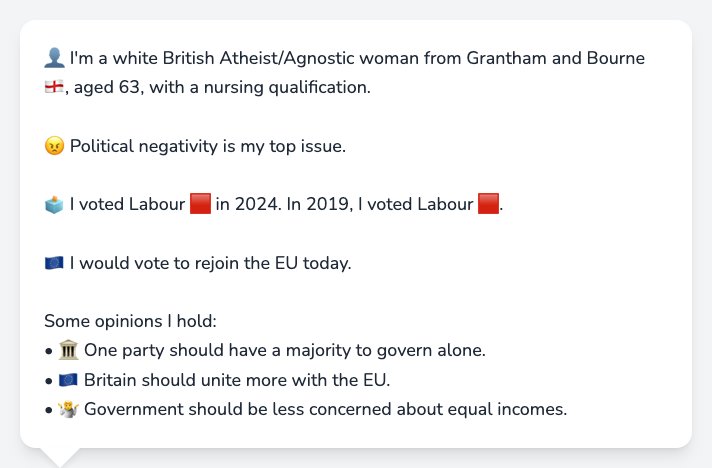 👤 I'm a white British Atheist/Agnostic woman from Grantham and Bourne
🏴󠁧󠁢󠁥󠁮󠁧󠁿, aged 63, with a nursing qualification.
😠 Political negativity is my top issue.
🗳️ I voted Labour 🟥 in 2024. In 2019, I voted Labour 🟥.
🇪🇺 I would vote to rejoin the EU today.
Some opinions I hold:
• 🏛️ One party should have a majority to govern alone.
• 🇪🇺 Britain should unite more with the EU.
• 🤷 Government should be less concerned about equal incomes.